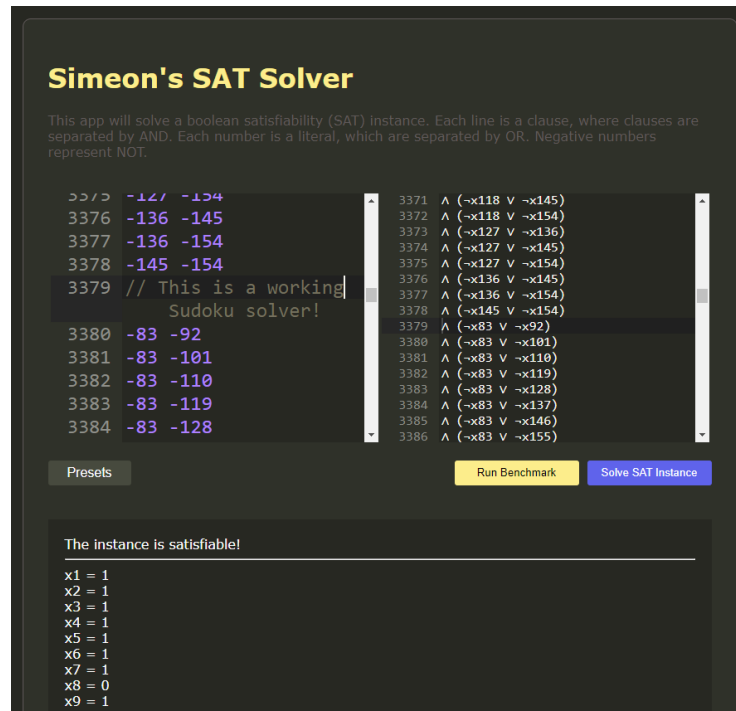 Simeon's SAT Solver
This app will solve a boolean satisfiability (SAT) instance. Each line is a clause, where clauses are
separated by AND. Each number is a literal, which are separated by OR. Negative numbers
represent NOT.
3375 -127 -154
3376 -136 -145
3377 -136 -154
3378 -145 -154
3379 // This is a working
Sudoku solver!
3380 -83 -92
3381 -83 -101
3382 -83 -110
3383 -83 -119
3384 -83 -128
3371 ∧ (¬x118 ∨ ¬x145)
3372 ∧ (¬x118 ∨ ¬x154)
3373 ∧ (¬x127 ∨ ¬x136)
3374 ∧ (¬x127 ∨ ¬x145)
3375 ∧ (¬x127 ∨ ¬x154)
3376 ∧ (¬x136 ∨ ¬x145)
3377 ∧ (¬x136 ∨ ¬x154)
3378 ∧ (¬x145 ∨ ¬x154)
3379 ∧ (¬x83 ∨ ¬x92)
3380 ∧ (¬x83 ∨ ¬x101)
3381 ∧ (¬x83 ∨ ¬x110)
3382 ∧ (¬x83 ∨ ¬x119)
3383 ∧ (¬x83 ∨ ¬x128)
3384 ∧ (¬x83 ∨ ¬x137)
3385 ∧ (¬x83 ∨ ¬x146)
3386 ∧ (¬x83 ∨ ¬x155)
Presets
Run Benchmark
Solve SAT Instance
The instance is satisfiable!
x1 = 1
x2 = 1
x3 = 1
x4 = 1
x5 = 1
x6 = 1
x7 = 1
x8 = 0
x9 = 1